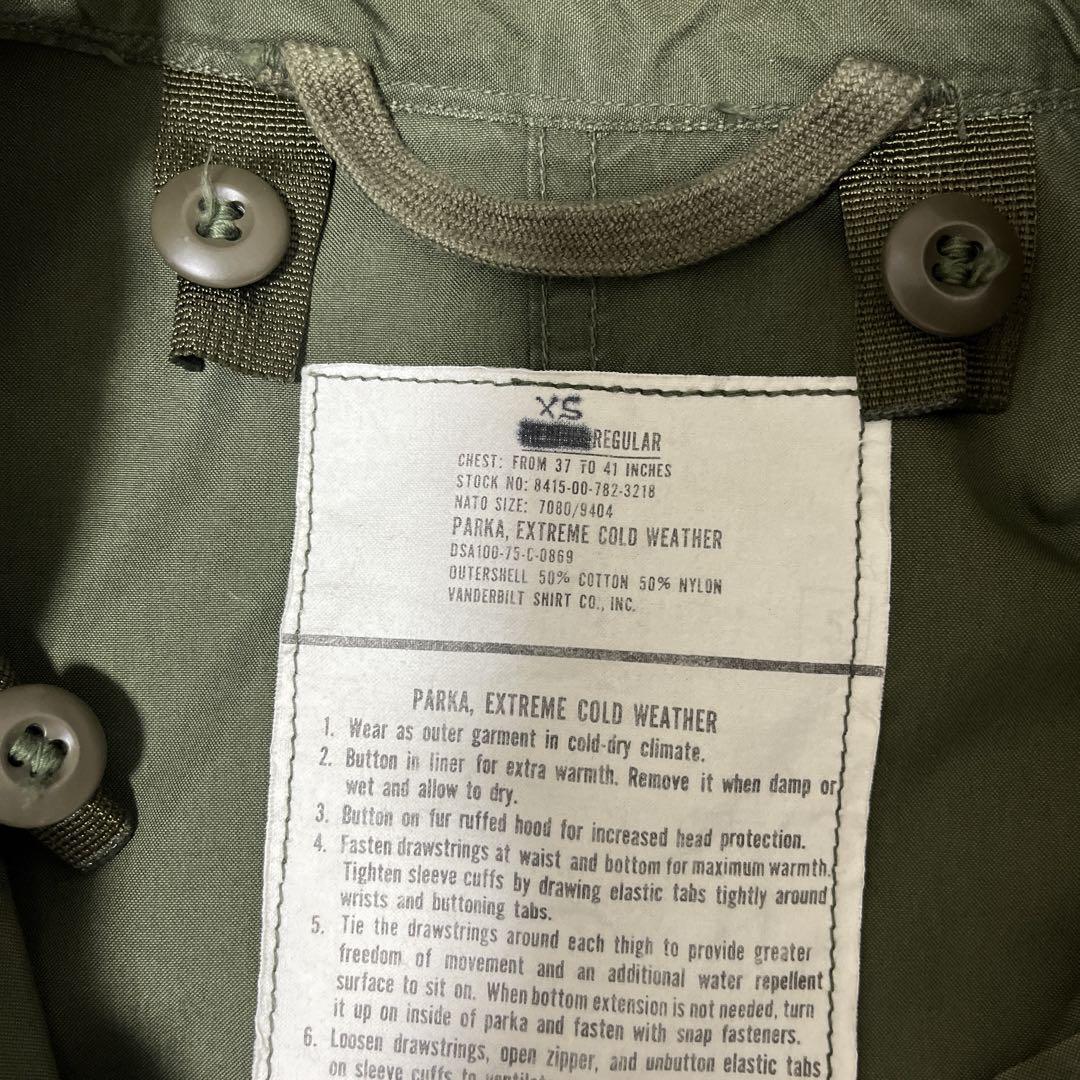 XS
REGULAR
CHEST: FROM 37 TO 41 INCHES
STOCK NO: 8415-00-782-3218
NATO SIZE: 7080/9404
PARKA, EXTREME COLD WEATHER
DSA100-75-C-0869
OUTERSHELL 50% COTTON 50% NYLON
VANDERBILT SHIRT CO., INC.
PARKA, EXTREME COLD WEATHER
1. Wear as outer garment in cold-dry climate.
2. Button in liner for extra warmth. Remove it when damp or
wet and allow to dry.
3. Button on fur ruffed hood for increased head protection.
4. Fasten drawstrings at waist and bottom for maximum warmth.
Tighten sleeve cuffs by drawing elastic tabs tightly around
wrists and buttoning tabs.
5. Tie the drawstrings around each thigh to provide greater
freedom of movement and an additional water repellent
surface to sit on. When bottom extension is not needed, turn
it up on inside of parka and fasten with snap fasteners.
6. Loosen drawstrings, open zipper, and unbutton elastic tabs
on sleeve cuffs to